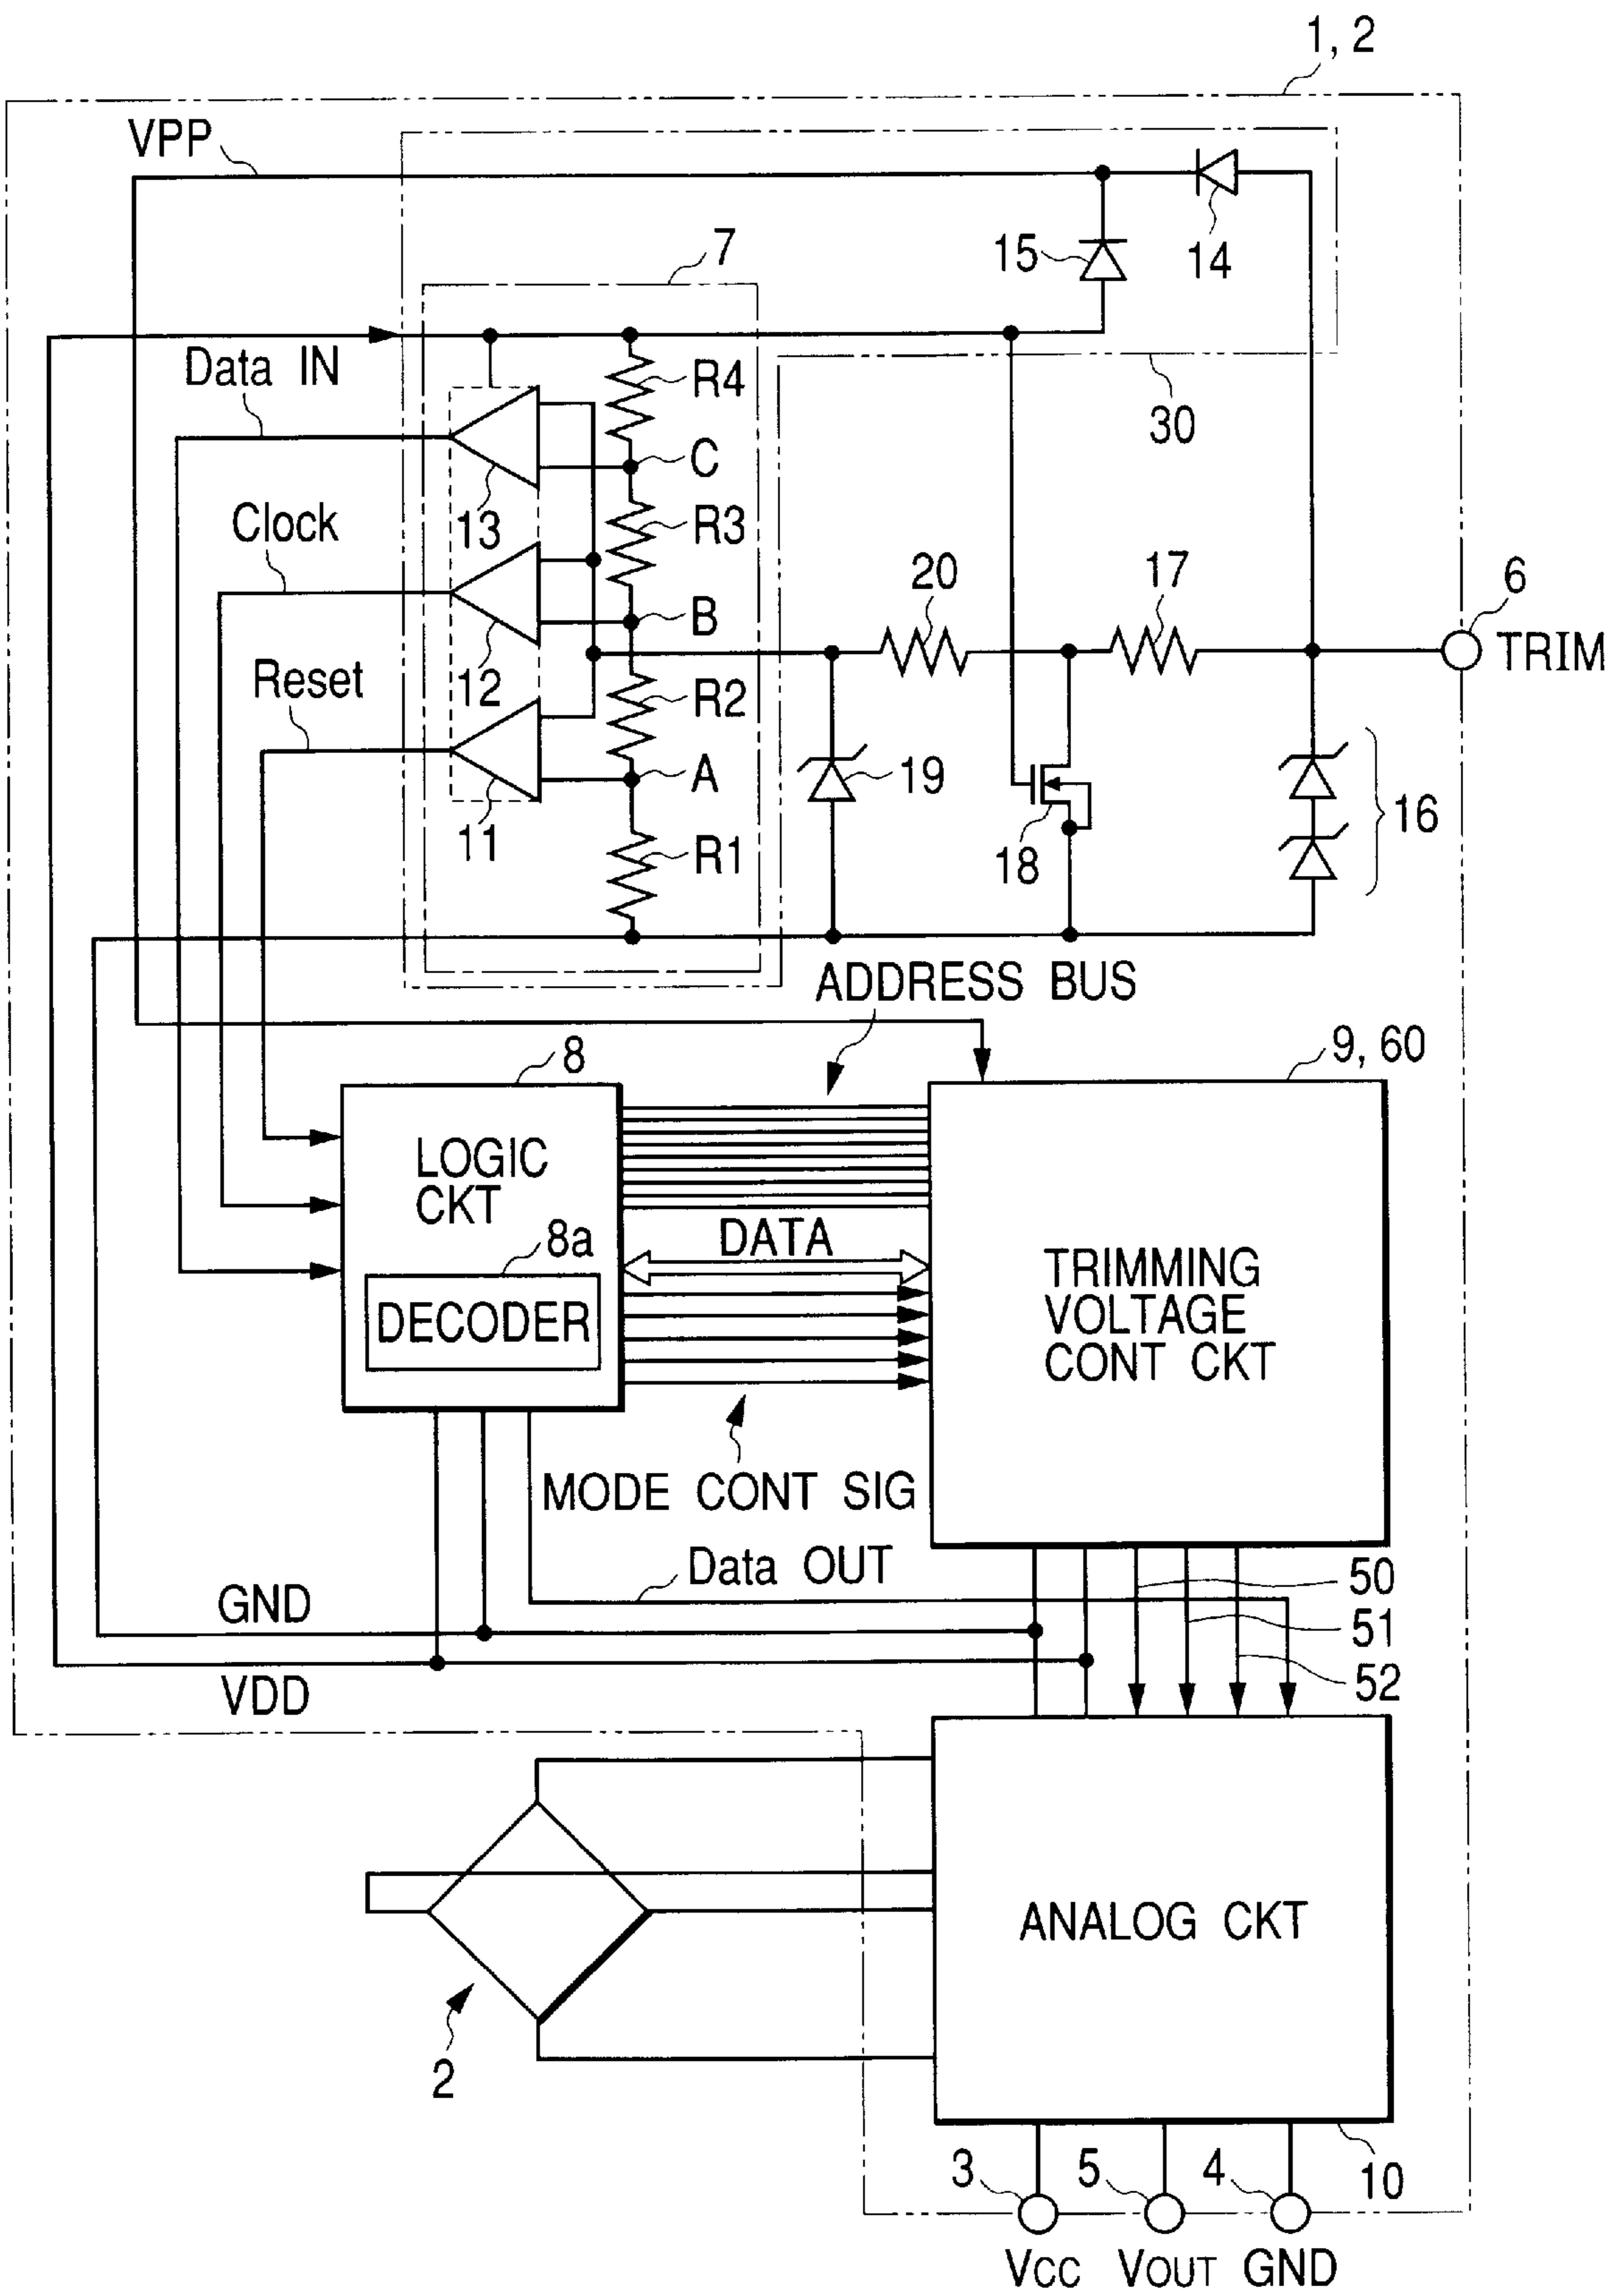 1, 2
VPP
14
15
7
Data IN
R4
30
C
13
R3
Clock
20
17
6
B
TRIM
Reset
12
R2
A
19
16
11
R1
18
ADDRESS BUS
8
9, 60
LOGIC
CKT
8a
DECODER
DATA
TRIMMING
VOLTAGE
CONT CKT
MODE CONT SIG
Data OUT
50
GND
51
52
VDD
ANALOG CKT
2
3
5
4
10
VCC
VOUT
GND